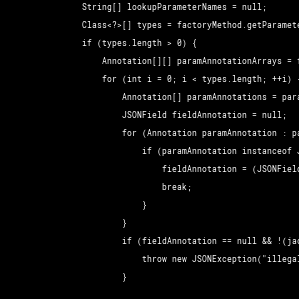 String[] lookupParameterNames = null;
Class<?>[] types = factoryMethod.getParamete
if (types.length > 0) {
Annotation[][] paramAnnotationArrays =
for (int i = 0; i < types.length; ++i)
Annotation[] paramAnnotations = para
JSONField fieldAnnotation = null;
for (Annotation paramAnnotation : pa
if (paramAnnotation instanceof
fieldAnnotation = (JSONField
break;
}
}
if (fieldAnnotation == null && !(jac
throw new JSONException("illegal
}